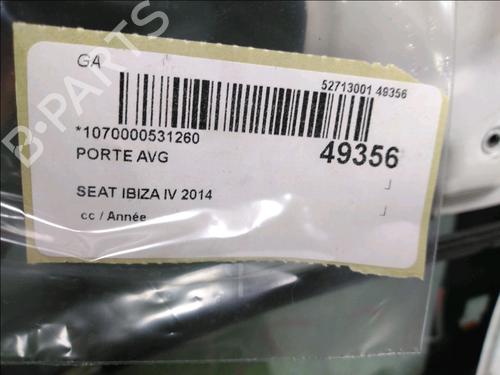 GA
52713001 49356
*1070000531260
49356
PORTE AVG
SEAT IBIZA IV 2014
cc / Année
B-PARTS